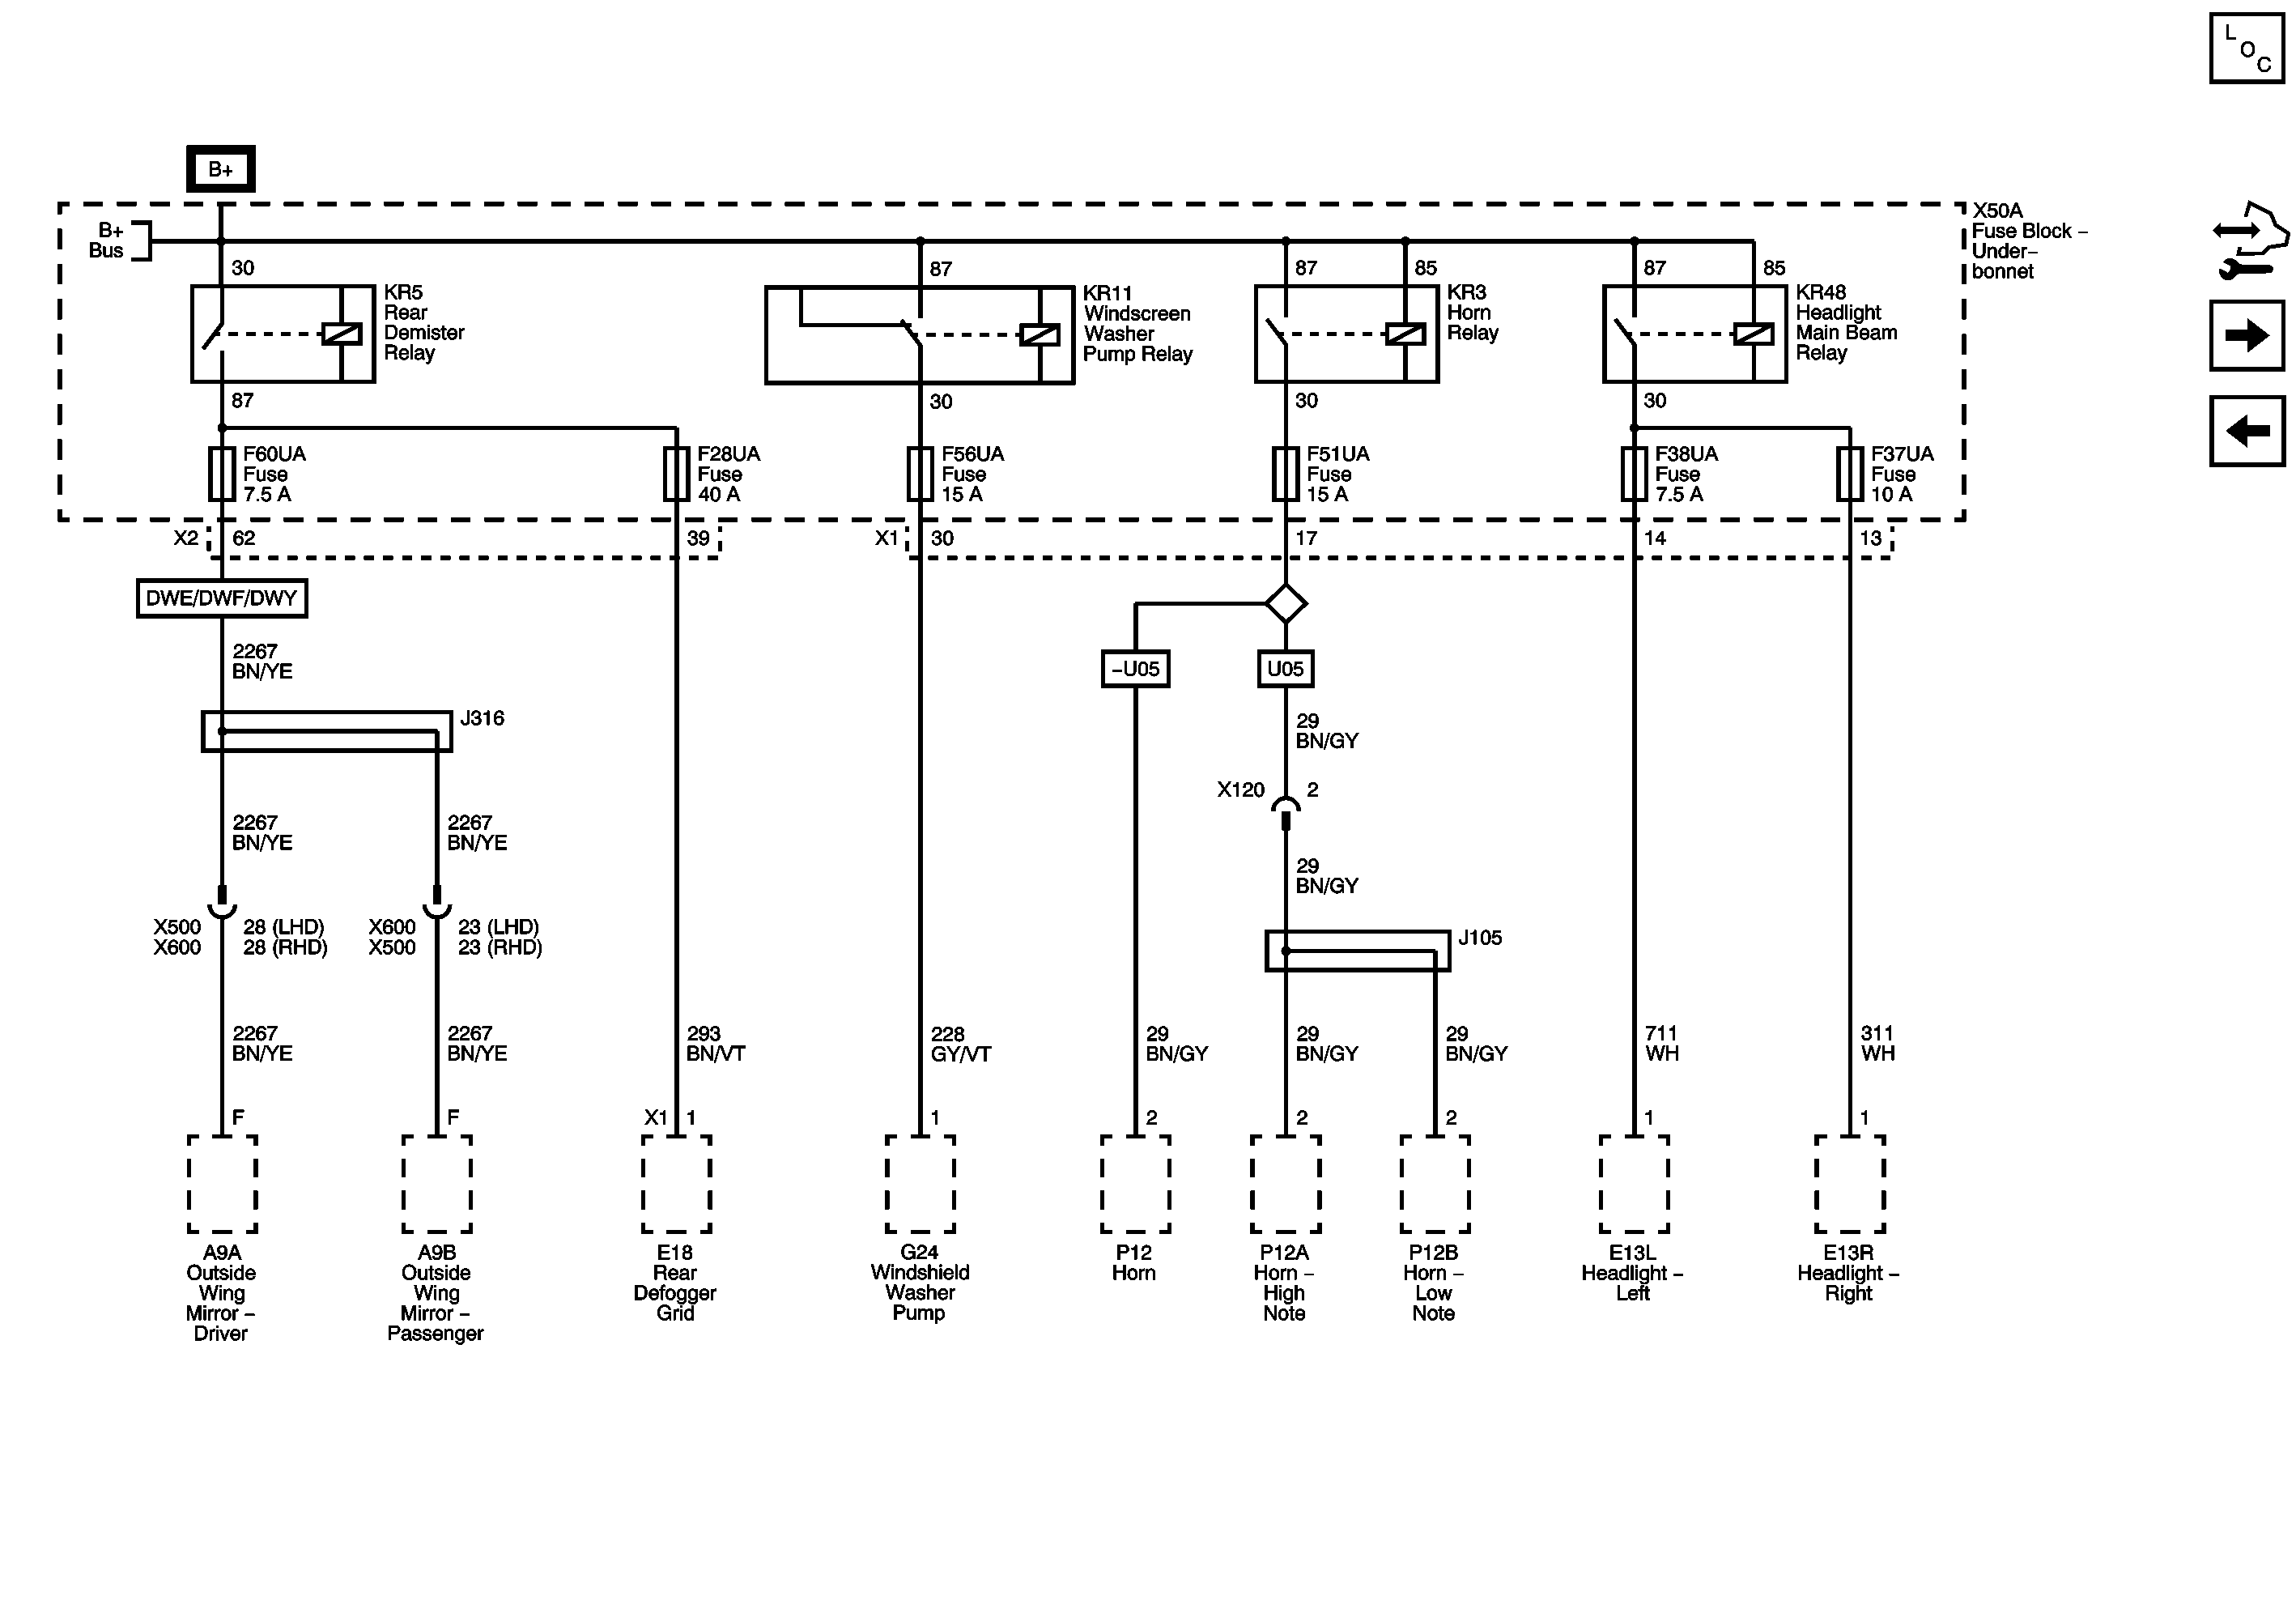 L
O
C
B+
B+
Bus
X50A
Fuse Block –
Under–
bonnet
30
87
87
85
87
85
KR5
Rear
Demister
Relay
KR11
Windscreen
Washer
Pump Relay
KR3
Horn
Relay
KR48
Headlight
Main Beam
Relay
87
30
30
30
F60UA
Fuse
7.5 A
F28UA
Fuse
40 A
F56UA
Fuse
15 A
F51UA
Fuse
15 A
F38UA
Fuse
7.5 A
F37UA
Fuse
10 A
X2
62
39
X1
30
17
14
13
DWE/DWF/DWY
2267
BN/YE
–U05
U05
J316
29
BN/GY
X120
2
2267
BN/YE
2267
BN/YE
29
BN/GY
X500
X600
28 (LHD)
28 (RHD)
X600
X500
23 (LHD)
23 (RHD)
J105
2267
BN/YE
2267
BN/YE
293
BN/VT
228
GY/VT
29
BN/GY
29
BN/GY
29
BN/GY
711
WH
311
WH
F
F
X1
1
1
2
2
2
1
1
A9A
Outside
Wing
Mirror –
Driver
A9B
Outside
Wing
Mirror –
Passenger
E18
Rear
Defogger
Grid
G24
Windshield
Washer
Pump
P12
Horn
P12A
Horn –
High
Note
P12B
Horn –
Low
Note
E13L
Headlight –
Left
E13R
Headlight –
Right